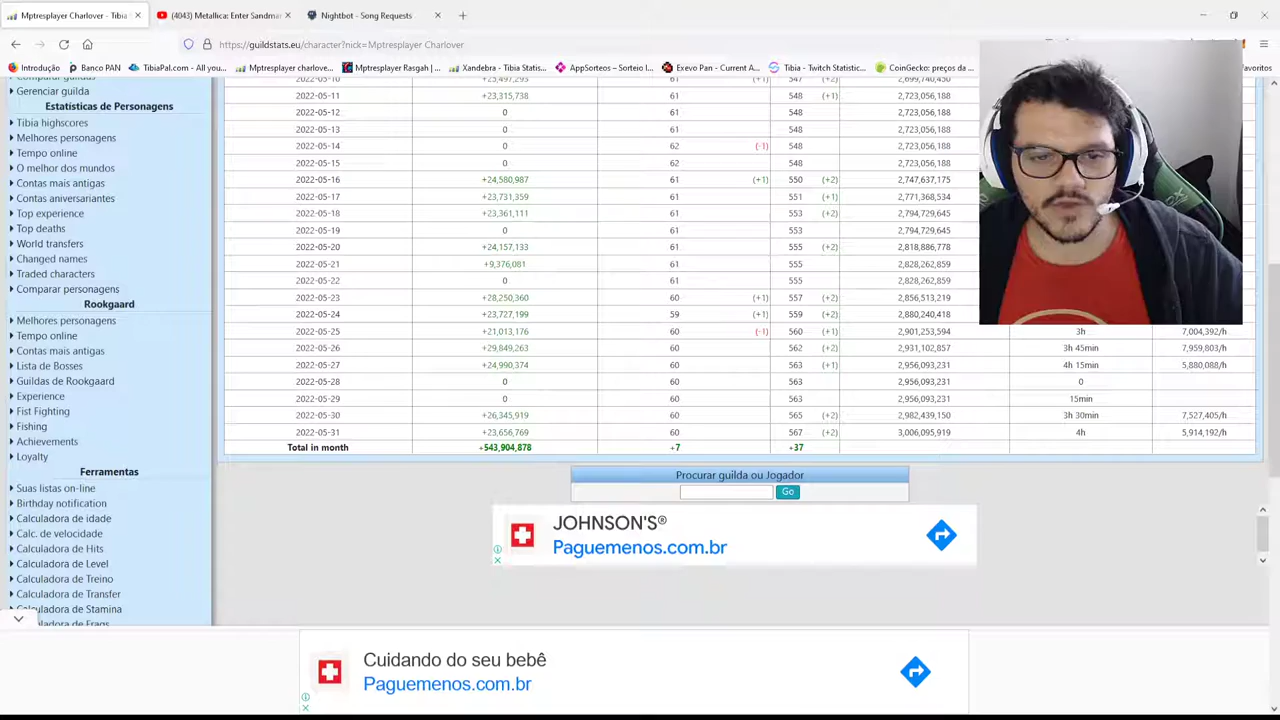 Mptresplayer Charlover - Tibia S
(4043) Metallica: Enter Sandma
Nightbot - Song Requests
https://guildstats.eu/character?nick=Mptresplayer Charlover
Introdução
Banco PAN
TibiaPal.com - All you...
Mptresplayer charlove...
Mptresplayer Rasgah |...
Xandebra - Tibia Statis...
AppSorteos – Sorteio I...
Exevo Pan - Current A...
Tibia - Twitch Statistic...
CoinGecko: preços da ...
Favoritos
Comparar guildas
Gerenciar guilda
Estatísticas de Personagens
Tibia highscores
Melhores personagens
Tempo online
O melhor dos mundos
Contas mais antigas
Contas aniversariantes
Top experience
Top deaths
World transfers
Changed names
Traded characters
Comparar personagens
Rookgaard
Melhores personagens
Tempo online
Contas mais antigas
Lista de Bosses
Guildas de Rookgaard
Experience
Fist Fighting
Fishing
Achievements
Loyalty
Ferramentas
Suas listas on-line
Birthday notification
Calculadora de idade
Calc. de velocidade
Calculadora de Hits
Calculadora de Level
Calculadora de Treino
Calculadora de Transfer
Calculadora de Stamina
Calculadora de Frags
2022-05-10 +23,497,293 61 547 (+2) 2,699,740,450
2022-05-11 +23,315,738 61 548 (+1) 2,723,056,188
2022-05-12 0 61 548 2,723,056,188
2022-05-13 0 61 548 2,723,056,188
2022-05-14 0 62 (-1) 548 2,723,056,188
2022-05-15 0 62 548 2,723,056,188
2022-05-16 +24,580,987 61 (+1) 550 (+2) 2,747,637,175
2022-05-17 +23,731,359 61 551 (+1) 2,771,368,534
2022-05-18 +23,361,111 61 553 (+2) 2,794,729,645
2022-05-19 0 61 553 2,794,729,645
2022-05-20 +24,157,133 61 555 (+2) 2,818,886,778
2022-05-21 +9,376,081 61 555 2,828,262,859
2022-05-22 0 61 555 2,828,262,859
2022-05-23 +28,250,360 60 (+1) 557 (+2) 2,856,513,219
2022-05-24 +23,727,199 59 (+1) 559 (+2) 2,880,240,418
2022-05-25 +21,013,176 60 (-1) 560 (+1) 2,901,253,594 3h 7,004,392/h
2022-05-26 +29,849,263 60 562 (+2) 2,931,102,857 3h 45min 7,959,803/h
2022-05-27 +24,990,374 60 563 (+1) 2,956,093,231 4h 15min 5,880,088/h
2022-05-28 0 60 563 2,956,093,231 0
2022-05-29 0 60 563 2,956,093,231 15min
2022-05-30 +26,345,919 60 565 (+2) 2,982,439,150 3h 30min 7,527,405/h
2022-05-31 +23,656,769 60 567 (+2) 3,006,095,919 4h 5,914,192/h
Total in month +543,904,878 +7 +37
Procurar guilda ou Jogador
Go
JOHNSON'S®
Paguemenos.com.br
Cuidando do seu bebê
Paguemenos.com.br